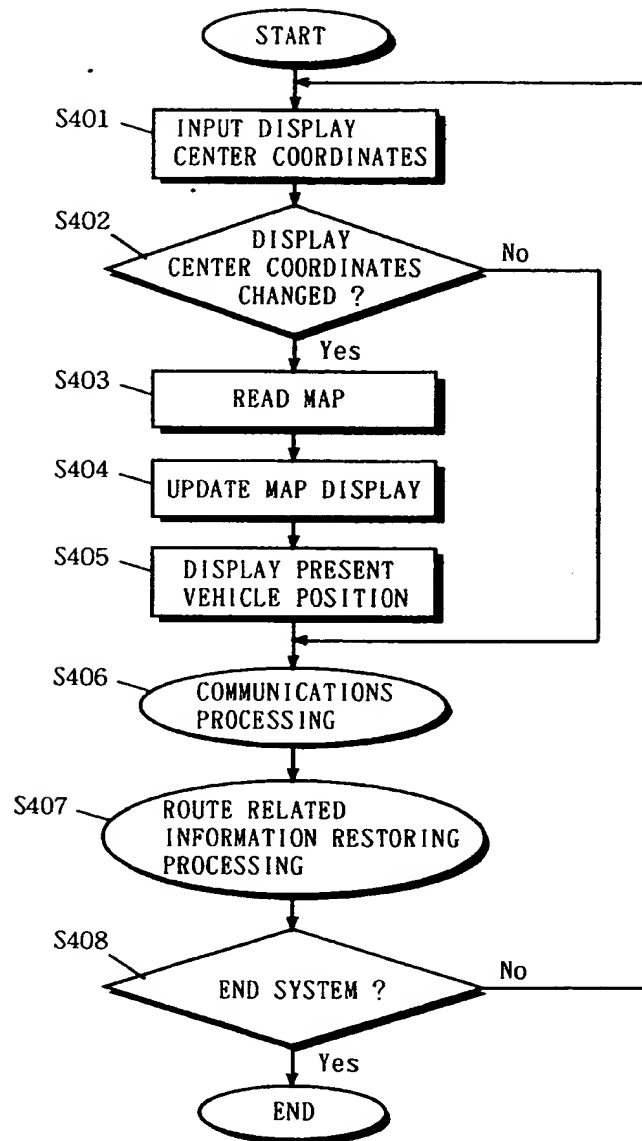 START
S401
INPUT DISPLAY
CENTER COORDINATES
S402
DISPLAY
CENTER COORDINATES
CHANGED ?
No
Yes
S403
READ MAP
S404
UPDATE MAP DISPLAY
S405
DISPLAY PRESENT
VEHICLE POSITION
S406
COMMUNICATIONS
PROCESSING
S407
ROUTE RELATED
INFORMATION RESTORING
PROCESSING
S408
END SYSTEM ?
No
Yes
END